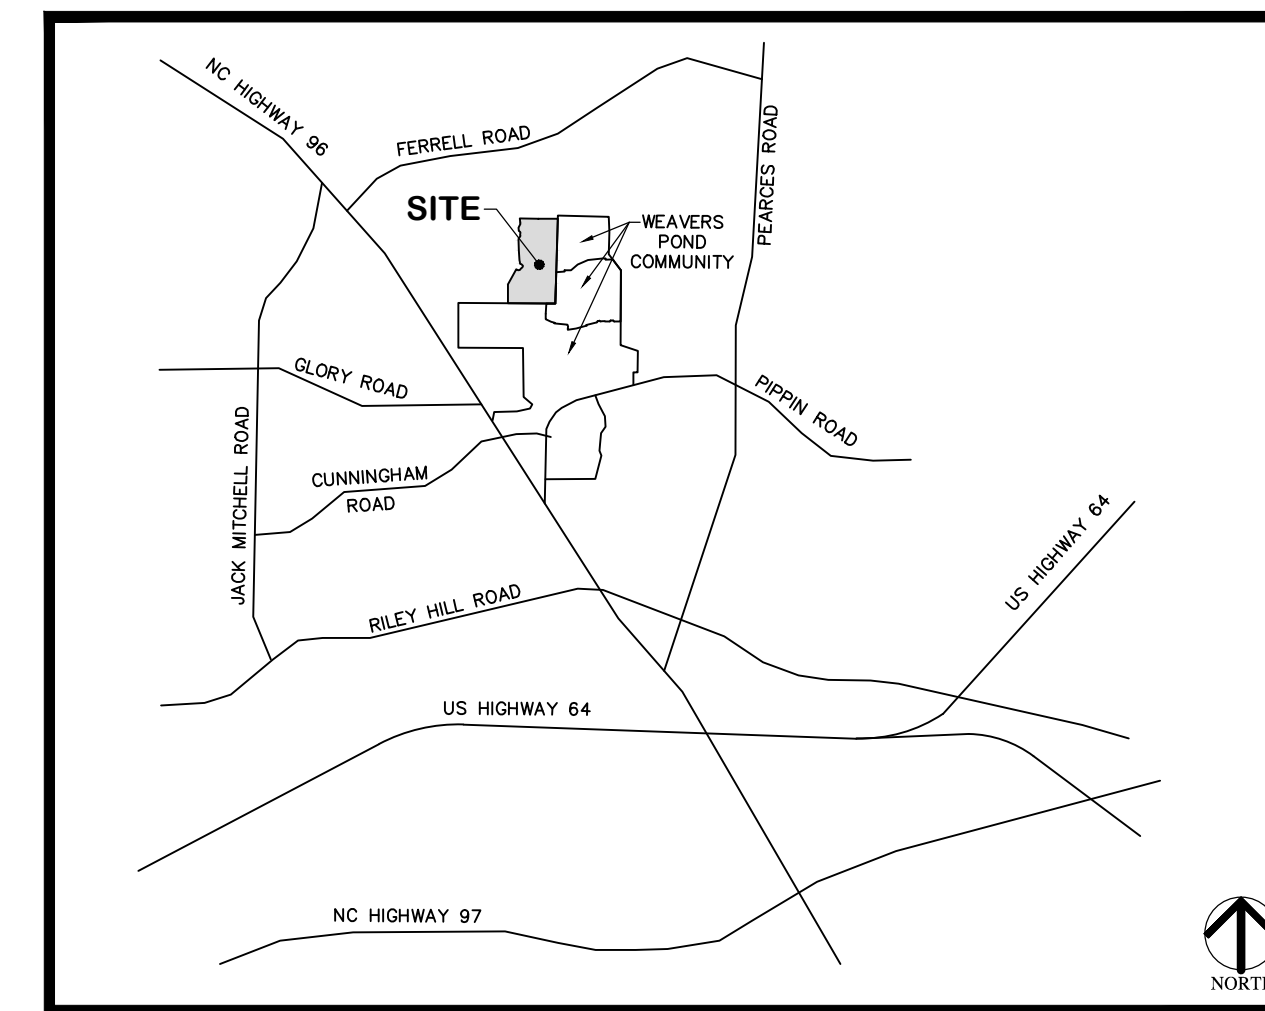 NC HIGHWAY 96
FERRELL ROAD
PEARCES ROAD
SITE
WEAVERS
POND
COMMUNITY
GLORY ROAD
PIPPIN ROAD
JACK MITCHELL ROAD
CUNNINGHAM
ROAD
US HIGHWAY 64
RILEY HILL ROAD
US HIGHWAY 64
NC HIGHWAY 97
NORTH